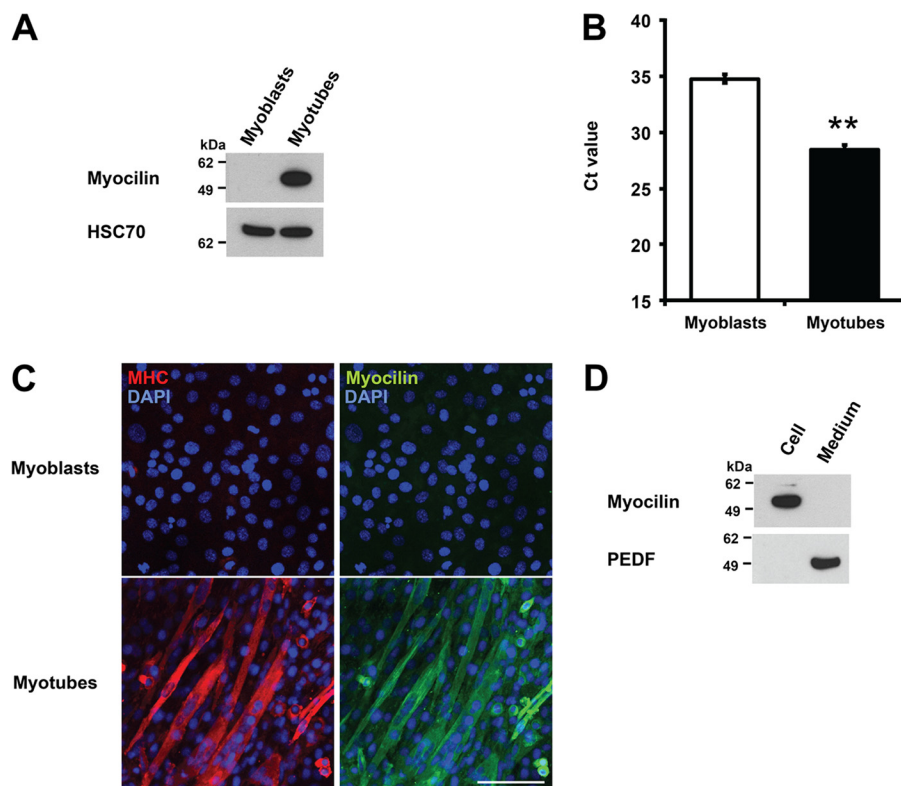 A
Myoblasts
Myotubes
kDa
Myocilin
62
49
HSC70
62
B
Ct value
40
35
30
25
20
15
**
Myoblasts
Myotubes
C
MHC
DAPI
Myocilin
DAPI
Myoblasts
Myotubes
D
Cell
Medium
kDa
Myocilin
62
49
PEDF
62
49